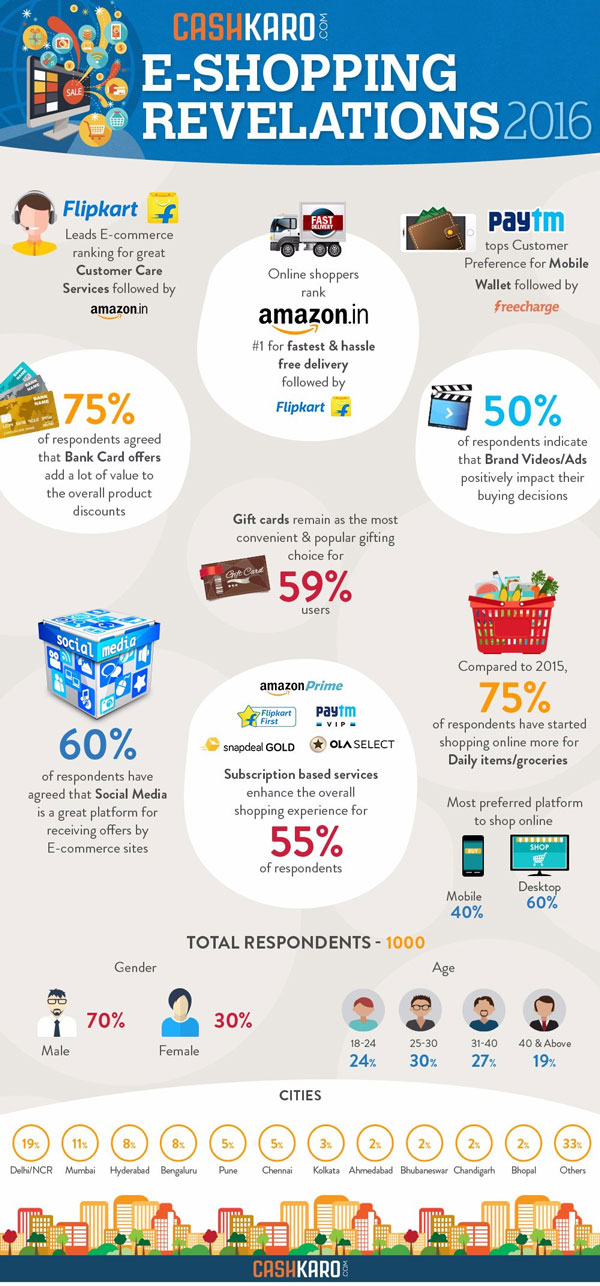 CASHKARO.COM
E-SHOPPING
REVELATIONS 2016
SALE
Flipkart
Leads E-commerce
ranking for great
Customer Care
Services followed by
amazon.in
FAST
DELIVERY
Online shoppers
rank
amazon.in
#1 for fastest & hassle
free delivery
followed by
Flipkart
paytm
tops Customer
Preference for Mobile
Wallet followed by
freecharge
BANK
NAME
BANK
NAME
75%
of respondents agreed
that Bank Card offers
add a lot of value to
the overall product
discounts
50%
of respondents indicate
that Brand Videos/Ads
positively impact their
buying decisions
Gift cards remain as the most
convenient & popular gifting
choice for
Gift Card
59%
users
social media
60%
of respondents have
agreed that Social Media
is a great platform for
receiving offers by
E-commerce sites
amazonPrime
Flipkart
First
paytm
VIP
snapdeal GOLD
OLA SELECT
Subscription based services
enhance the overall
shopping experience for
55%
of respondents
Compared to 2015,
75%
of respondents have started
shopping online more for
Daily items/groceries
Most preferred platform
to shop online
BUY
Mobile
40%
SHOP
Desktop
60%
TOTAL RESPONDENTS - 1000
Gender
70%
Male
30%
Female
Age
18-24
24%
25-30
30%
31-40
27%
40 & Above
19%
CITIES
19%
Delhi/NCR
11%
Mumbai
8%
Hyderabad
8%
Bengaluru
5%
Pune
5%
Chennai
3%
Kolkata
2%
Ahmedabad
2%
Bhubaneswar
2%
Chandigarh
2%
Bhopal
33%
Others
CASHKARO.COM